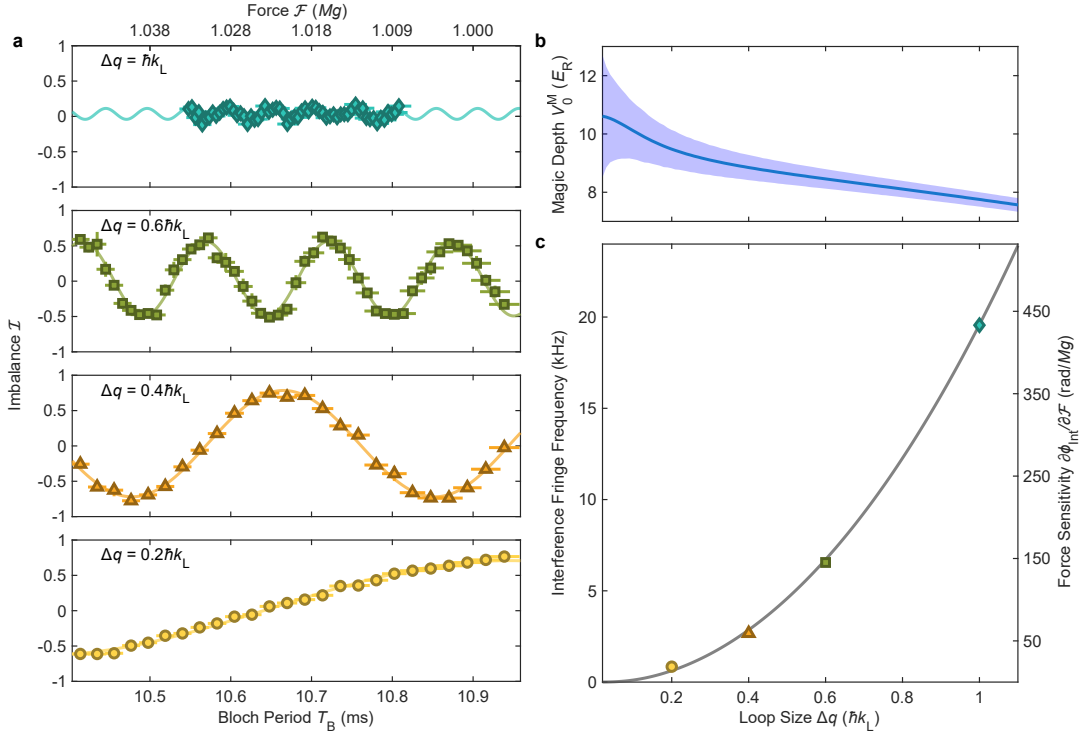 Force ℱ (Mg)
1.038 1.028 1.018 1.009 1.000
a
Δq = ħk_L
1
0.5
0
-0.5
-1
Δq = 0.6ħk_L
1
0.5
0
-0.5
-1
Δq = 0.4ħk_L
1
0.5
0
-0.5
-1
Δq = 0.2ħk_L
1
0.5
0
-0.5
-1
Imbalance ℐ
10.5 10.6 10.7 10.8 10.9
Bloch Period T_B (ms)
b
12
10
8
Magic Depth V_0^M (E_R)
c
20
15
10
5
0
Interference Fringe Frequency (kHz)
450
350
250
150
50
Force Sensitivity ∂ϕ_Int/∂ℱ (rad/Mg)
0.2 0.4 0.6 0.8 1
Loop Size Δq (ħk_L)